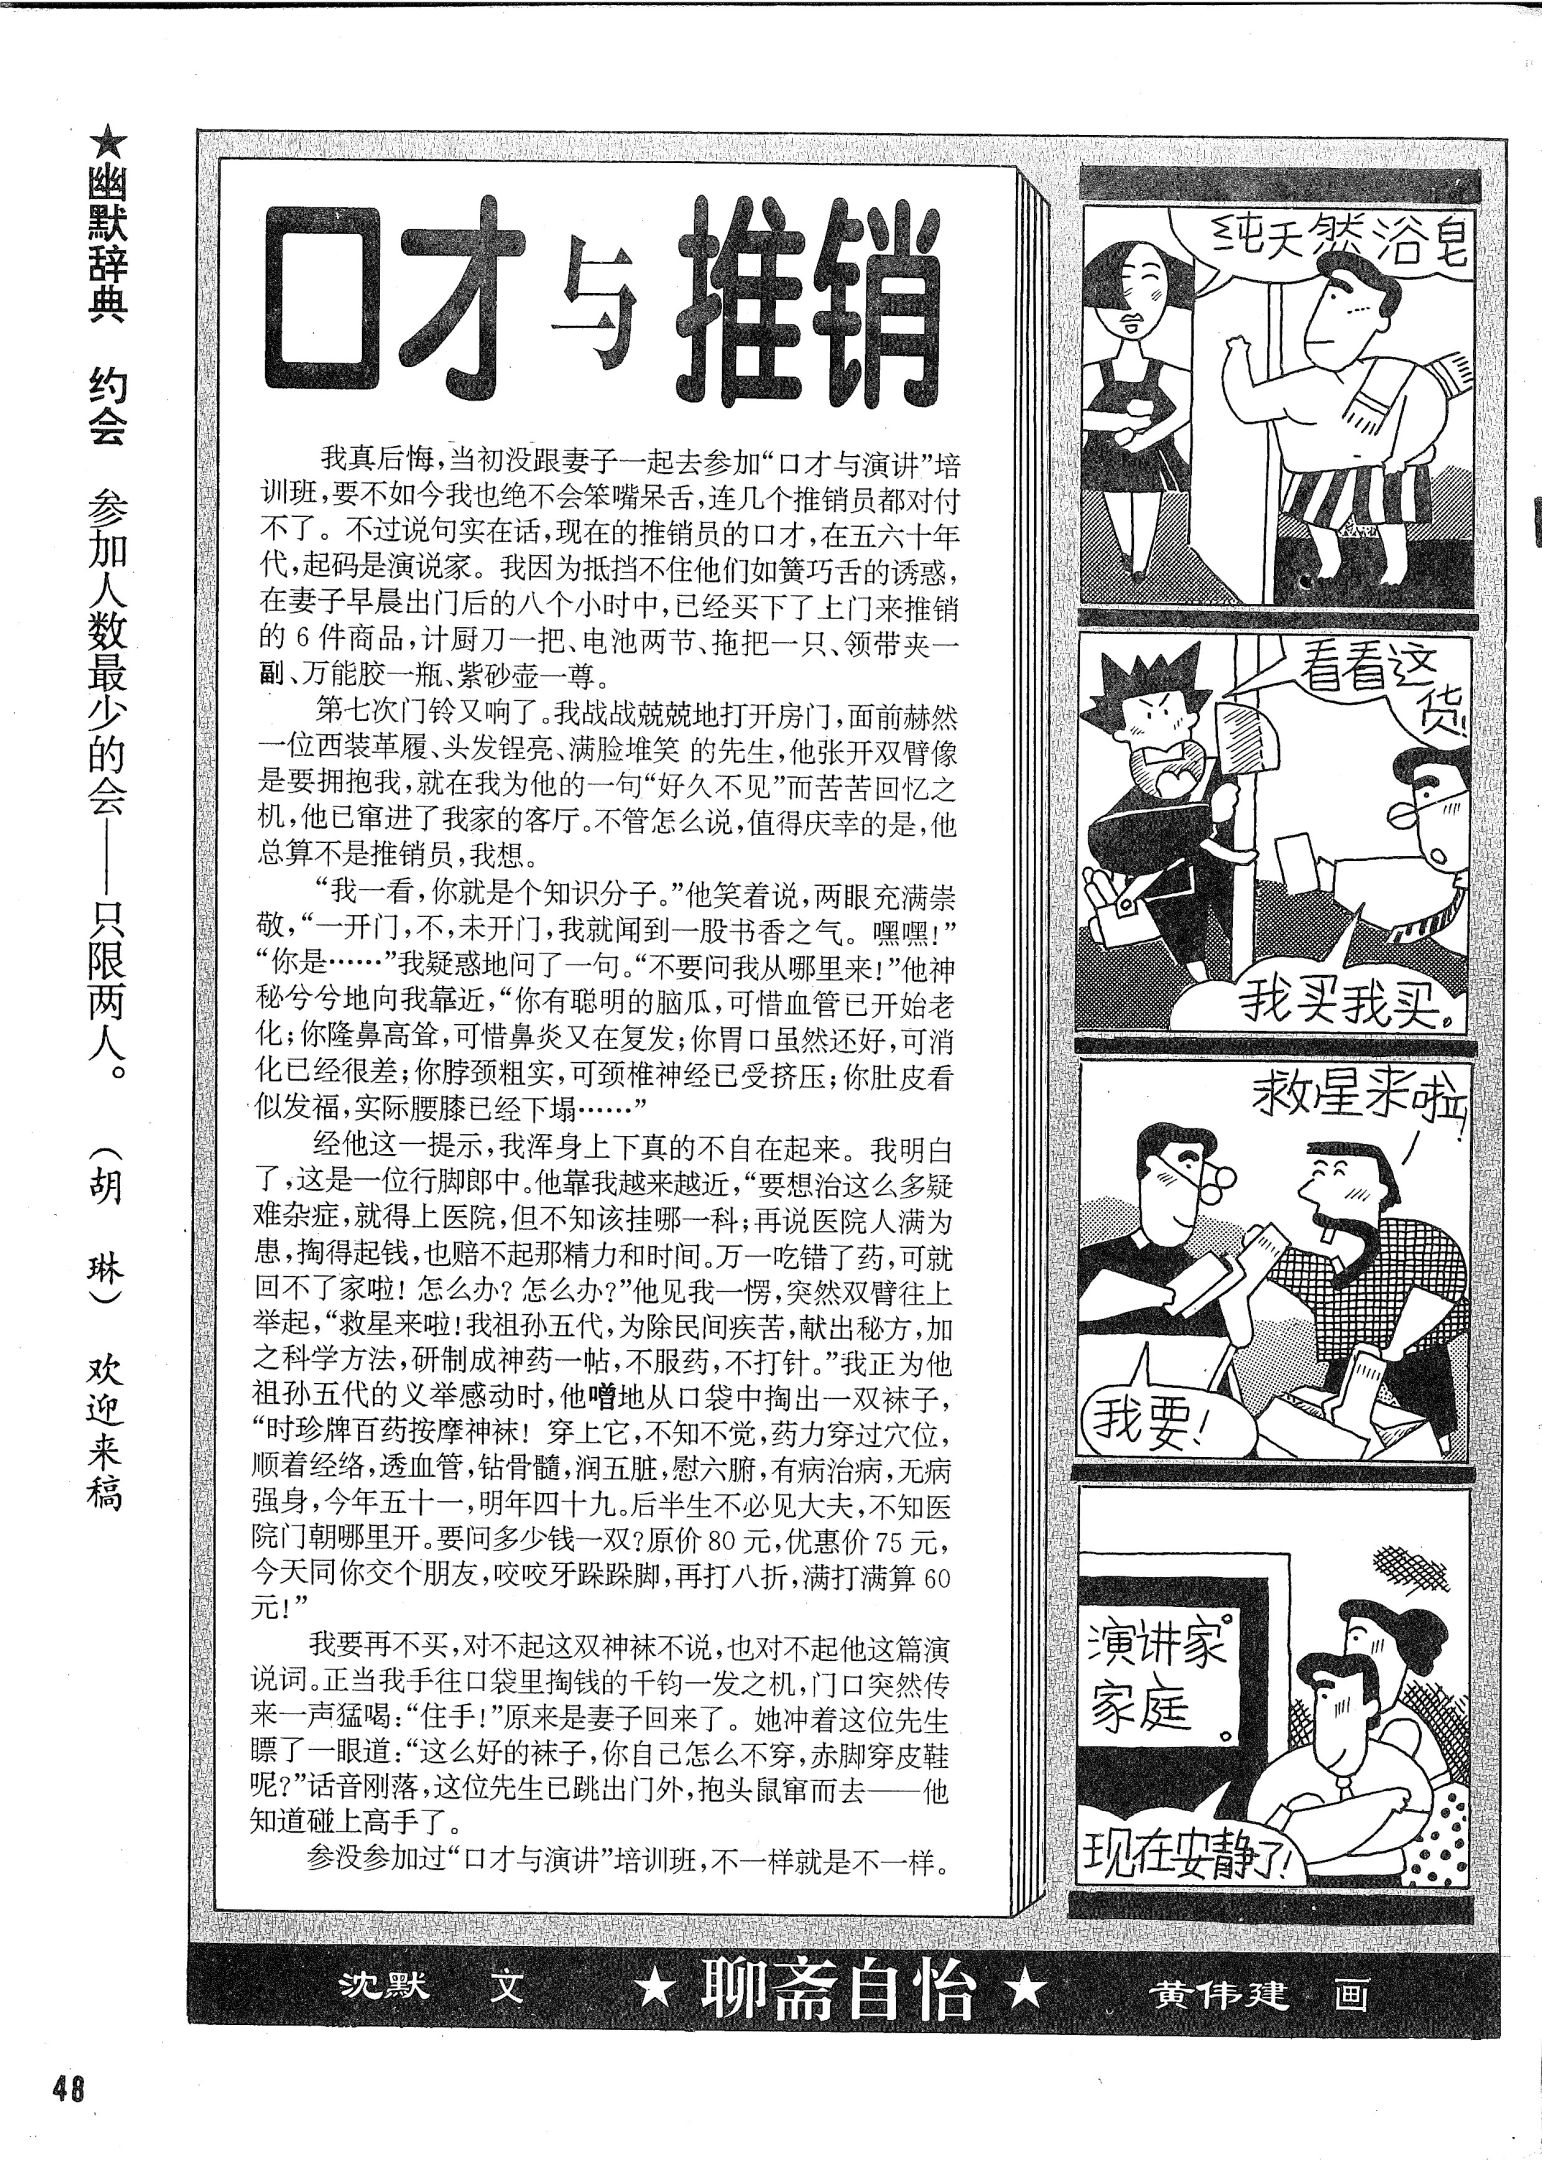 ★幽默辞典 约会 参加人数最少的会——只限两人。 （胡 琳） 欢迎来稿
口才与推销
我真后悔，当初没跟妻子一起去参加“口才与演讲”培
训班，要不如今我也绝不会笨嘴呆舌，连几个推销员都对付
不了。不过说句实在话，现在的推销员的口才，在五六十年
代，起码是演说家。我因为抵挡不住他们如簧巧舌的诱惑，
在妻子早晨出门后的八个小时中，已经买下了上门来推销
的6件商品，计厨刀一把、电池两节、拖把一只、领带夹一
副、万能胶一瓶、紫砂壶一尊。
第七次门铃又响了。我战战兢兢地打开房门，面前赫然
一位西装革履、头发锃亮、满脸堆笑 的先生，他张开双臂像
是要拥抱我，就在我为他的一句“好久不见”而苦苦回忆之
机，他已窜进了我家的客厅。不管怎么说，值得庆幸的是，他
总算不是推销员，我想。
“我一看，你就是个知识分子。”他笑着说，两眼充满崇
敬，“一开门，不，未开门，我就闻到一股书香之气。嘿嘿！”
“你是……”我疑惑地问了一句。“不要问我从哪里来！”他神
秘兮兮地向我靠近，“你有聪明的脑瓜，可惜血管已开始老
化；你隆鼻高耸，可惜鼻炎又在复发；你胃口虽然还好，可消
化已经很差；你脖颈粗实，可颈椎神经已受挤压；你肚皮看
似发福，实际腰膝已经下塌……”
经他这一提示，我浑身上下真的不自在起来。我明白
了，这是一位行脚郎中。他靠我越来越近，“要想治这么多疑
难杂症，就得上医院，但不知该挂哪一科；再说医院人满为
患，掏得起钱，也赔不起那精力和时间。万一吃错了药，可就
回不了家啦！怎么办？怎么办？”他见我一愣，突然双臂往上
举起，“救星来啦！我祖孙五代，为除民间疾苦，献出秘方，加
之科学方法，研制成神药一帖，不服药，不打针。”我正为他
祖孙五代的义举感动时，他噌地从口袋中掏出一双袜子，
“时珍牌百药按摩神袜！穿上它，不知不觉，药力穿过穴位，
顺着经络，透血管，钻骨髓，润五脏，慰六腑，有病治病，无病
强身，今年五十一，明年四十九。后半生不必见大夫，不知医
院门朝哪里开。要问多少钱一双？原价80元，优惠价75元，
今天同你交个朋友，咬咬牙跺跺脚，再打八折，满打满算60
元！”
我要再不买，对不起这双神袜不说，也对不起他这篇演
说词。正当我手往口袋里掏钱的千钧一发之机，门口突然传
来一声猛喝：“住手！”原来是妻子回来了。她冲着这位先生
瞟了一眼道：“这么好的袜子，你自己怎么不穿，赤脚穿皮鞋
呢？”话音刚落，这位先生已跳出门外，抱头鼠窜而去——他
知道碰上高手了。
参没参加过“口才与演讲”培训班，不一样就是不一样。
纯天然浴皂
看看这
货！
我买我买。
救星来啦！
我要！
演讲家
家庭
现在安静了！
沈默 文 ★聊斋自怡★ 黄伟建 画
48